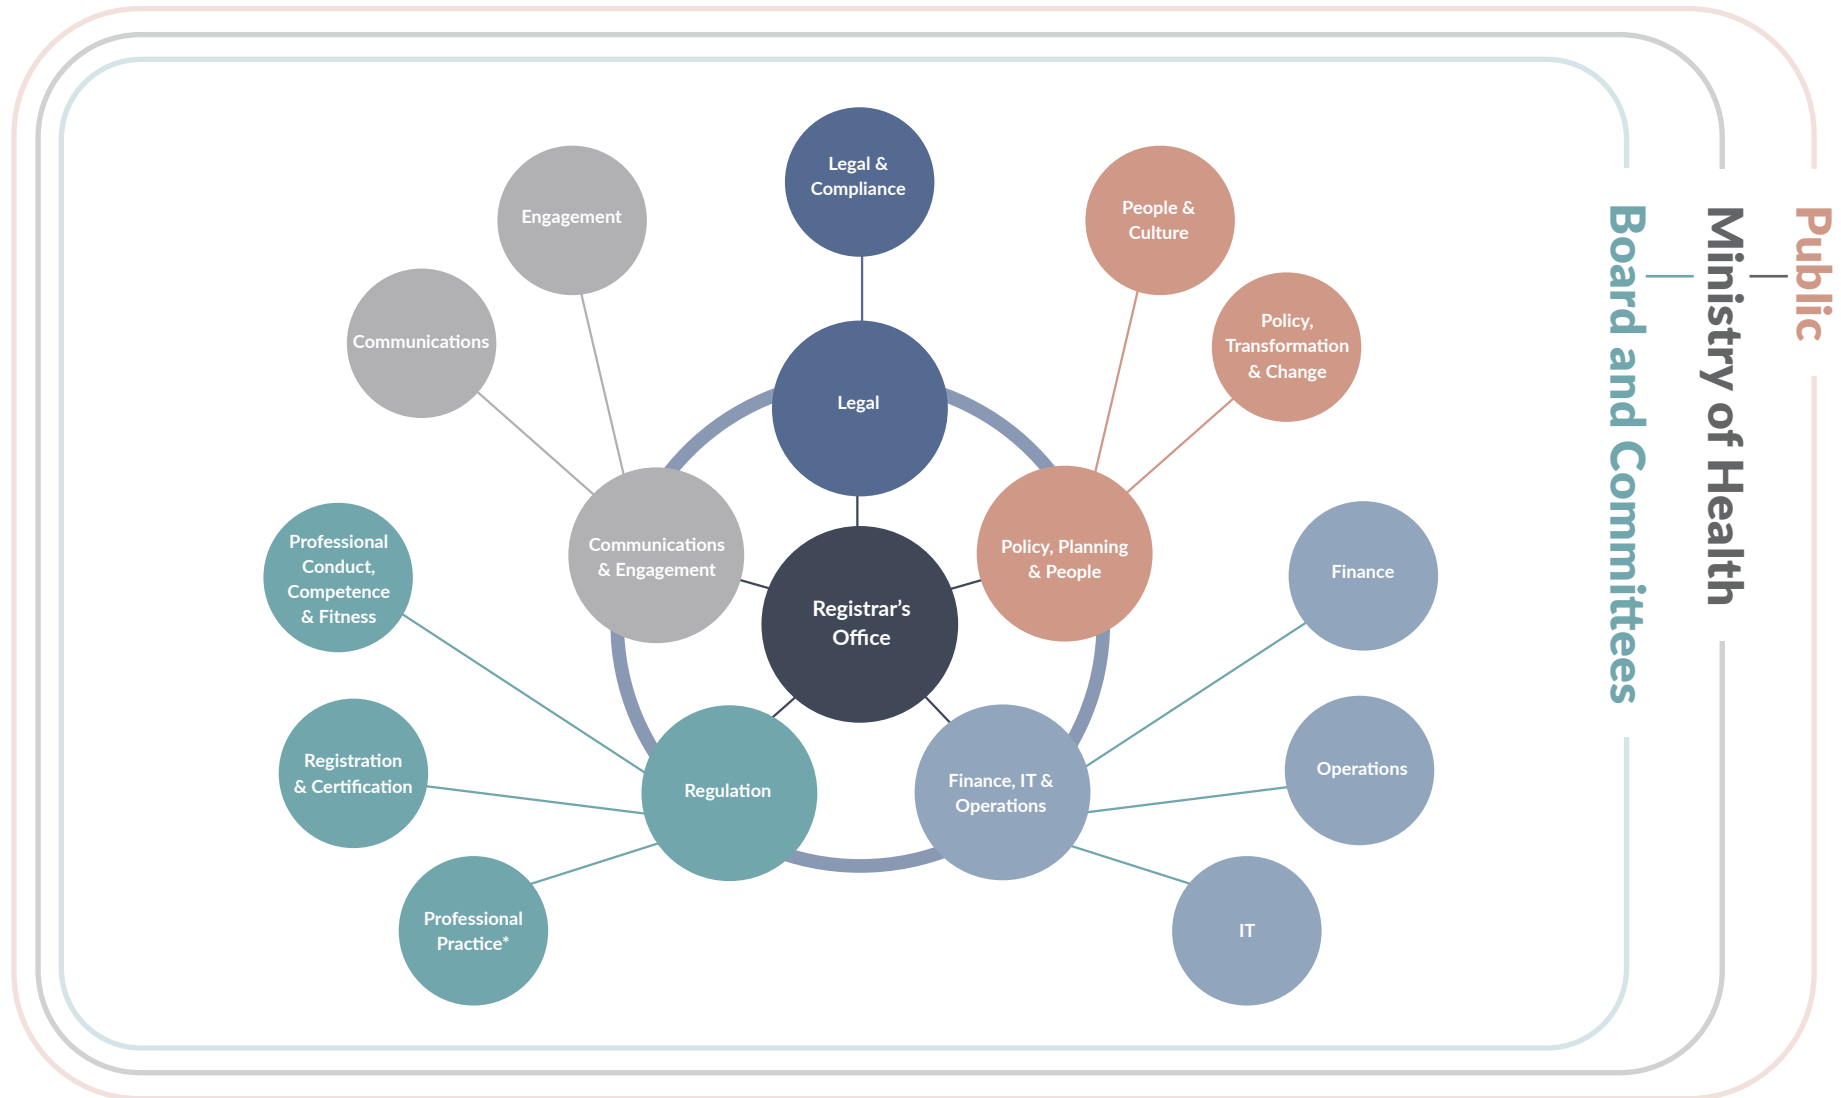 Legal &
Compliance
Engagement
People &
Culture
Communications
Policy,
Transformation
& Change
Legal
Communications
& Engagement
Policy, Planning
& People
Professional
Conduct,
Competence
& Fitness
Finance
Registrar’s
Office
Registration
& Certification
Regulation
Finance, IT &
Operations
Operations
Professional
Practice*
IT
Board and Committees
Ministry of Health
Public